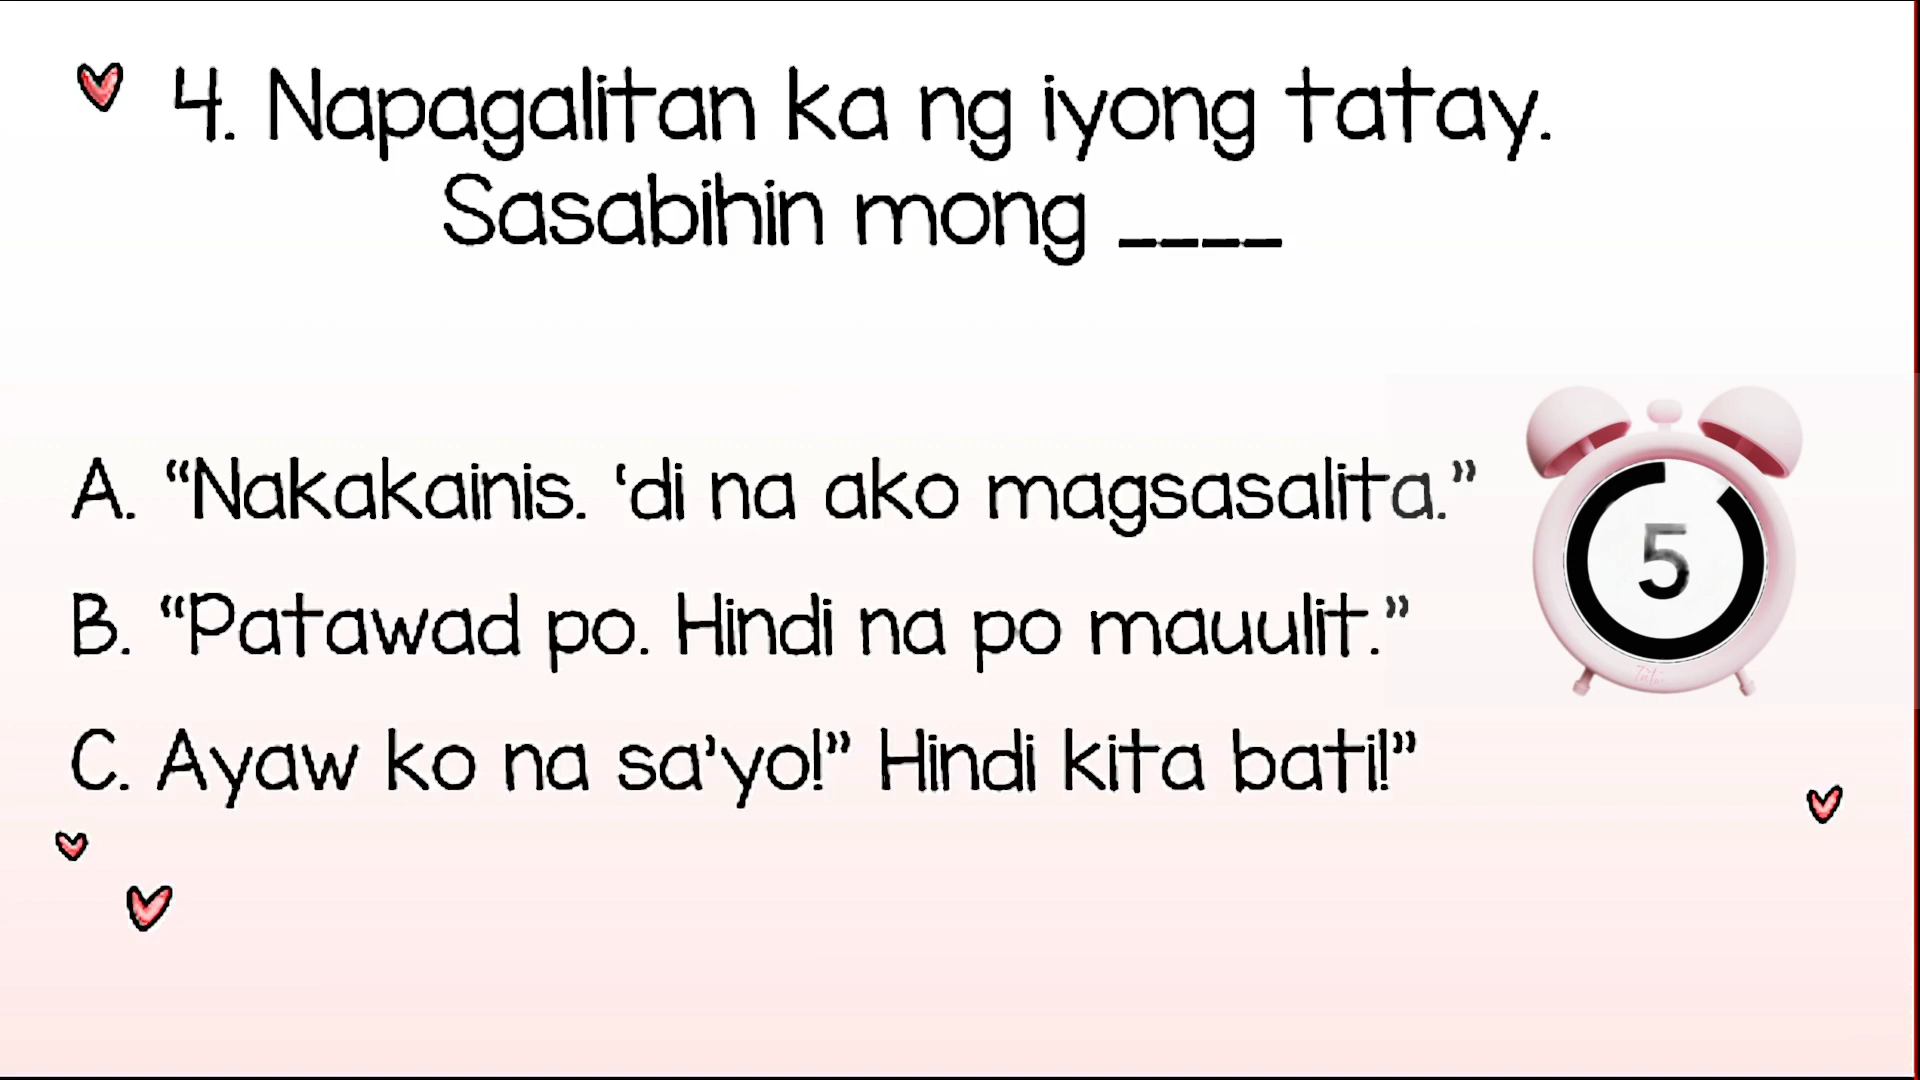 4. Napagalitan ka ng iyong tatay.
Sasabihin mong ____
A. “Nakakainis. ‘di na ako magsasalita.”
B. “Patawad po. Hindi na po mauulit.”
C. Ayaw ko na sa’yo!” Hindi kita bati!”
5